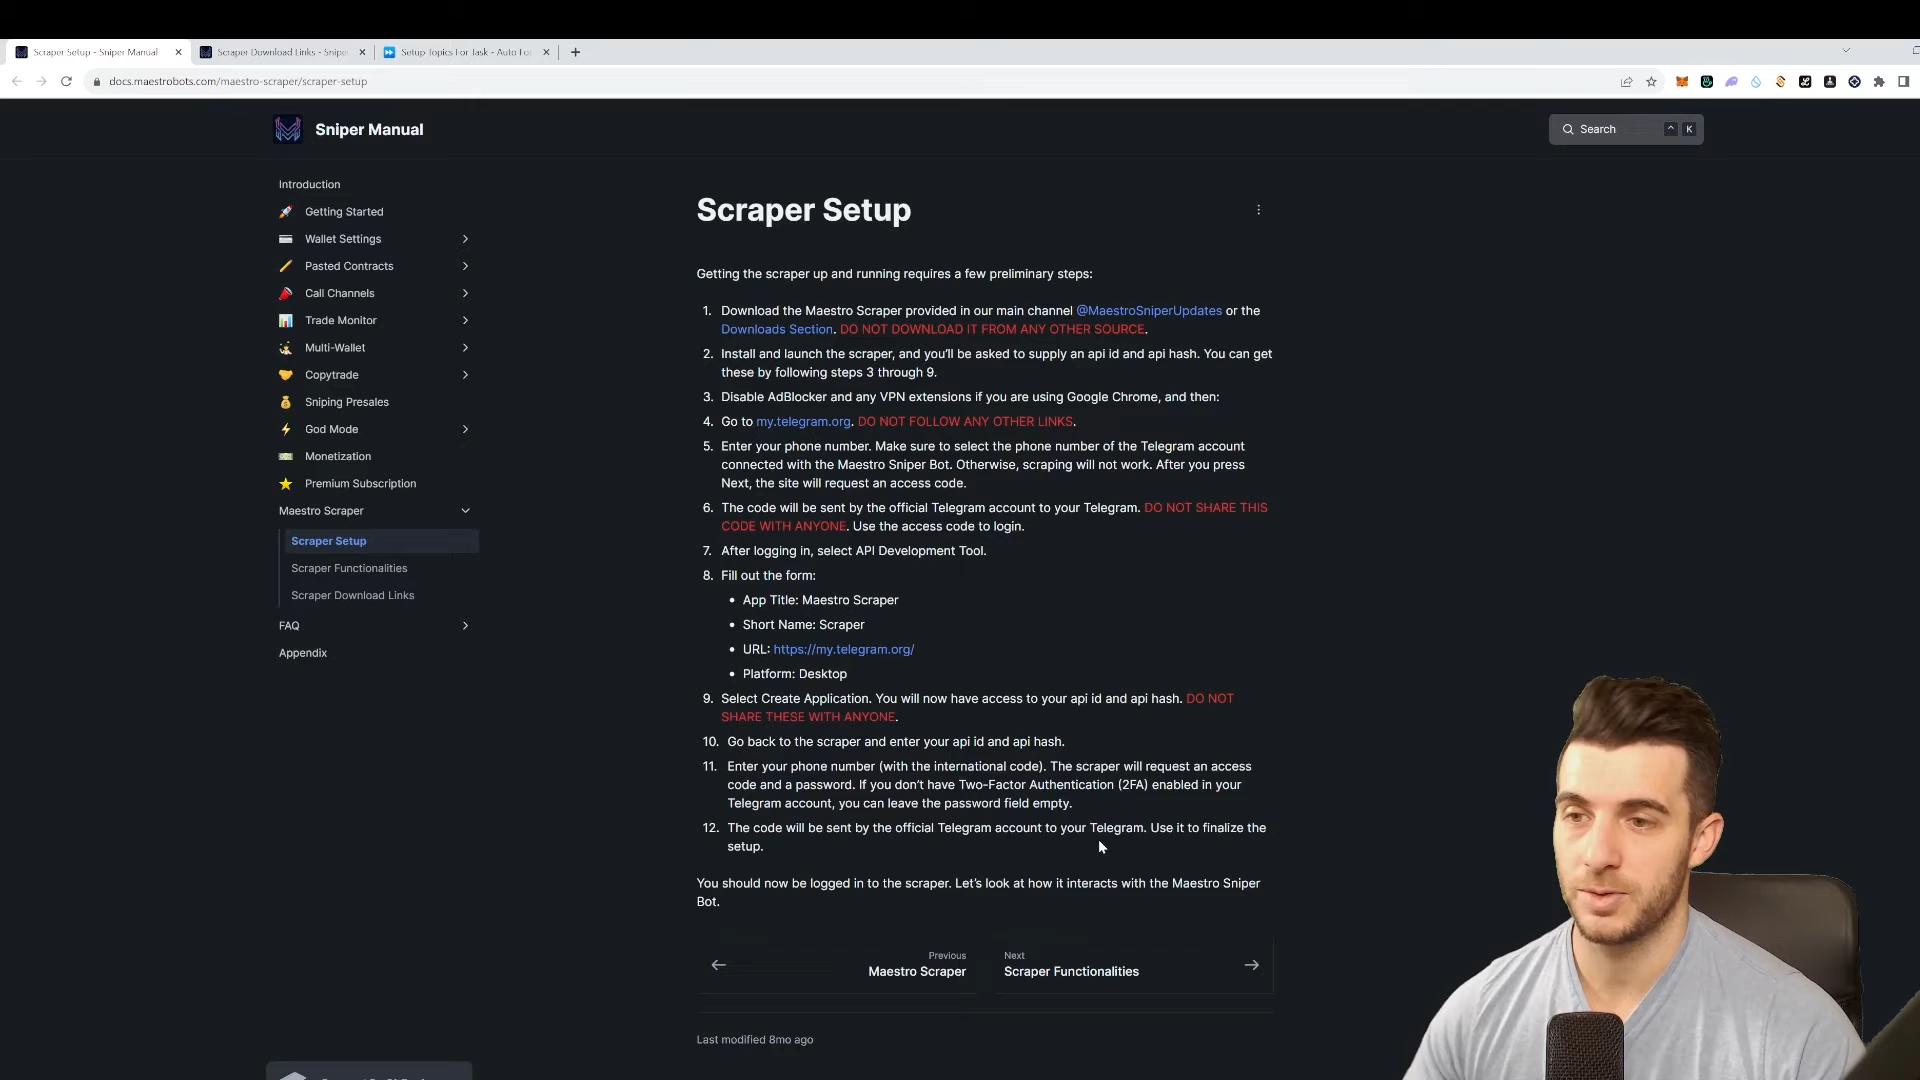 Scraper Setup - Sniper Manual
Scraper Download Links - Snipe
Setup Topics For Task - Auto Fo
docs.maestrobots.com/maestro-scraper/scraper-setup
Sniper Manual
Search
^ K
Introduction
Getting Started
Wallet Settings
Pasted Contracts
Call Channels
Trade Monitor
Multi-Wallet
Copytrade
Sniping Presales
God Mode
Monetization
Premium Subscription
Maestro Scraper
Scraper Setup
Scraper Functionalities
Scraper Download Links
FAQ
Appendix
Scraper Setup
Getting the scraper up and running requires a few preliminary steps:
1. Download the Maestro Scraper provided in our main channel @MaestroSniperUpdates or the
Downloads Section. DO NOT DOWNLOAD IT FROM ANY OTHER SOURCE.
2. Install and launch the scraper, and you'll be asked to supply an api id and api hash. You can get
these by following steps 3 through 9.
3. Disable AdBlocker and any VPN extensions if you are using Google Chrome, and then:
4. Go to my.telegram.org. DO NOT FOLLOW ANY OTHER LINKS.
5. Enter your phone number. Make sure to select the phone number of the Telegram account
connected with the Maestro Sniper Bot. Otherwise, scraping will not work. After you press
Next, the site will request an access code.
6. The code will be sent by the official Telegram account to your Telegram. DO NOT SHARE THIS
CODE WITH ANYONE. Use the access code to login.
7. After logging in, select API Development Tool.
8. Fill out the form:
• App Title: Maestro Scraper
• Short Name: Scraper
• URL: https://my.telegram.org/
• Platform: Desktop
9. Select Create Application. You will now have access to your api id and api hash. DO NOT
SHARE THESE WITH ANYONE.
10. Go back to the scraper and enter your api id and api hash.
11. Enter your phone number (with the international code). The scraper will request an access
code and a password. If you don't have Two-Factor Authentication (2FA) enabled in your
Telegram account, you can leave the password field empty.
12. The code will be sent by the official Telegram account to your Telegram. Use it to finalize the
setup.
You should now be logged in to the scraper. Let's look at how it interacts with the Maestro Sniper
Bot.
Previous
Maestro Scraper
Next
Scraper Functionalities
Last modified 8mo ago